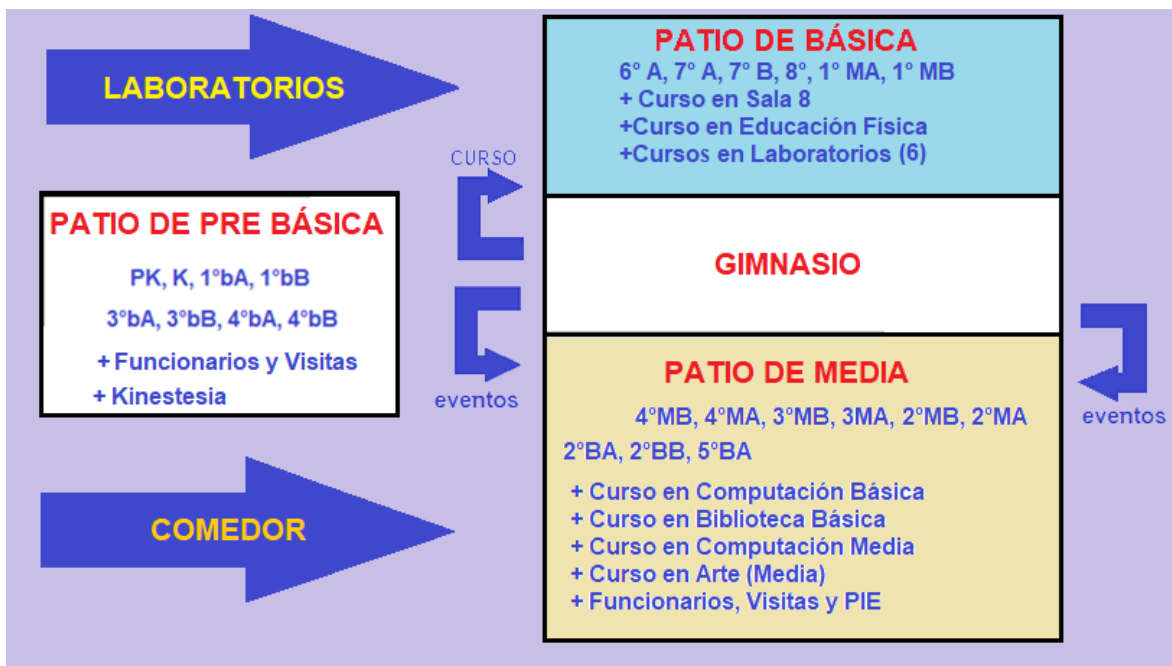 LABORATORIOS
PATIO DE BÁSICA
6° A, 7° A, 7° B, 8°, 1° MA, 1° MB
+ Curso en Sala 8
+Curso en Educación Física
+Cursos en Laboratorios (6)
CURSO
PATIO DE PRE BÁSICA
PK, K, 1°bA, 1°bB
3°bA, 3°bB, 4°bA, 4°bB
+ Funcionarios y Visitas
+ Kinestesia
GIMNASIO
eventos
eventos
PATIO DE MEDIA
4°MB, 4°MA, 3°MB, 3MA, 2°MB, 2°MA
2°BA, 2°BB, 5°BA
+ Curso en Computación Básica
+ Curso en Biblioteca Básica
+ Curso en Computación Media
+ Curso en Arte (Media)
+ Funcionarios, Visitas y PIE
COMEDOR